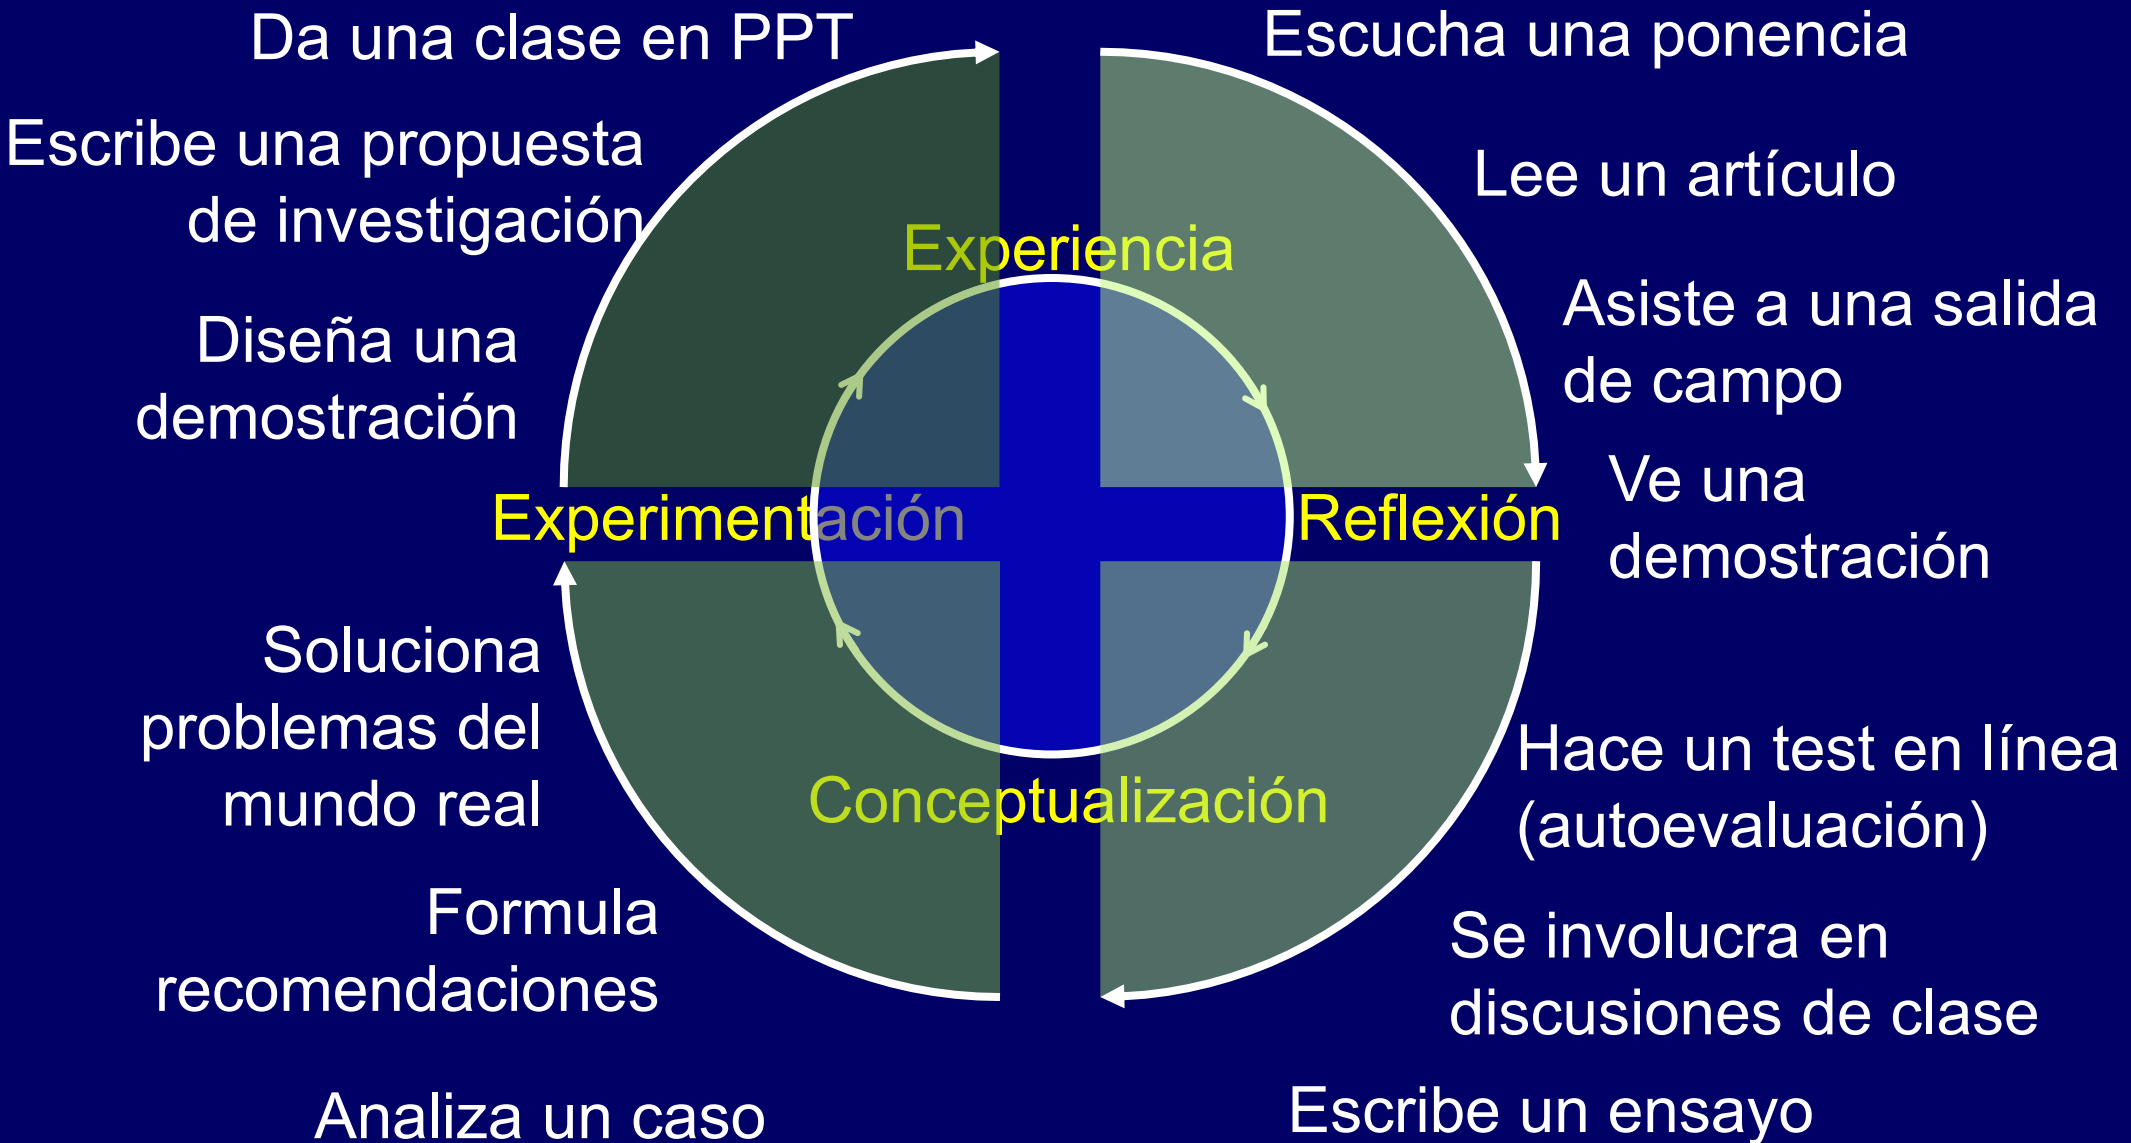 Da una clase en PPT
Escribe una propuesta
de investigación
Diseña una
demostración
Soluciona
problemas del
mundo real
Formula
recomendaciones
Analiza un caso
Experiencia
Experimentación
Reflexión
Conceptualización
Escucha una ponencia
Lee un artículo
Asiste a una salida
de campo
Ve una
demostración
Hace un test en línea
(autoevaluación)
Se involucra en
discusiones de clase
Escribe un ensayo